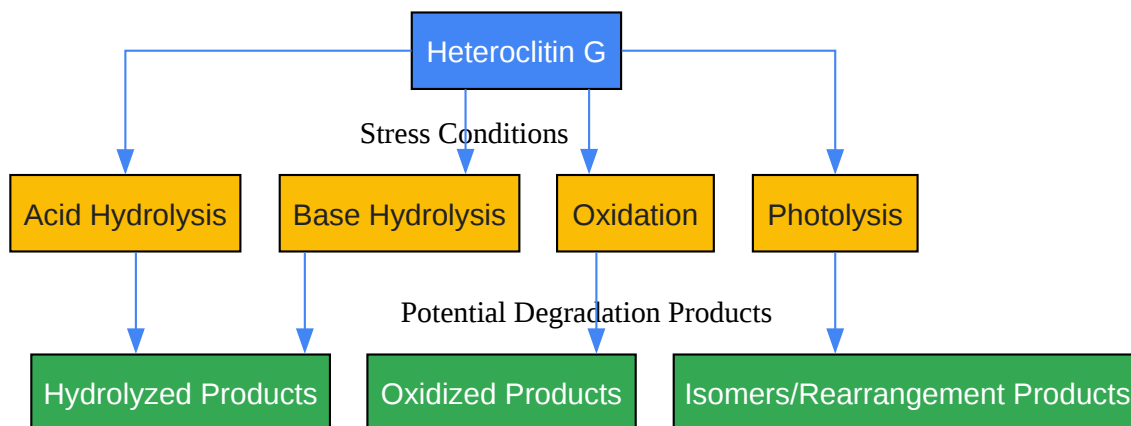 Heteroclitin G
Stress Conditions
Acid Hydrolysis
Base Hydrolysis
Oxidation
Photolysis
Potential Degradation Products
Hydrolyzed Products
Oxidized Products
Isomers/Rearrangement Products